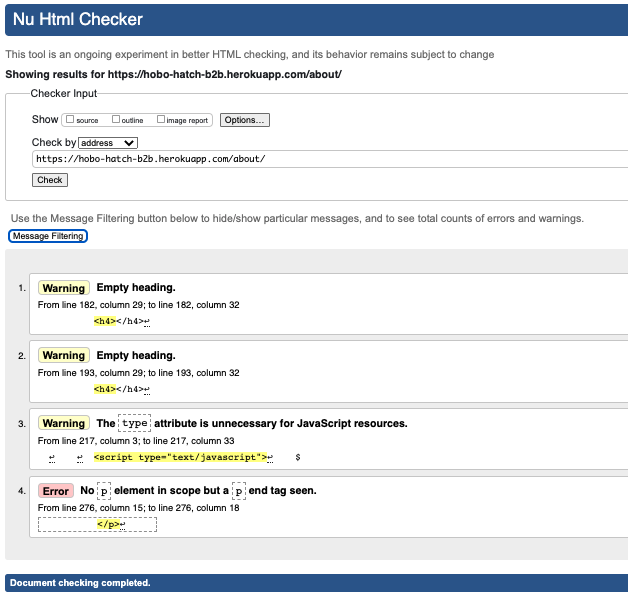 Nu Html Checker
This tool is an ongoing experiment in better HTML checking, and its behavior remains subject to change
Showing results for https://hobo-hatch-b2b.herokuapp.com/about/
Checker Input
Show source outline image report Options...
Check by address
https://hobo-hatch-b2b.herokuapp.com/about/
Check
Use the Message Filtering button below to hide/show particular messages, and to see total counts of errors and warnings.
Message Filtering
1. Warning Empty heading.
From line 182, column 29; to line 182, column 32
<h4></h4>↩
2. Warning Empty heading.
From line 193, column 29; to line 193, column 32
<h4></h4>↩
3. Warning The type attribute is unnecessary for JavaScript resources.
From line 217, column 3; to line 217, column 33
↩ ↩ <script type="text/javascript">↩ $
4. Error No p element in scope but a p end tag seen.
From line 276, column 15; to line 276, column 18
</p>↩
Document checking completed.